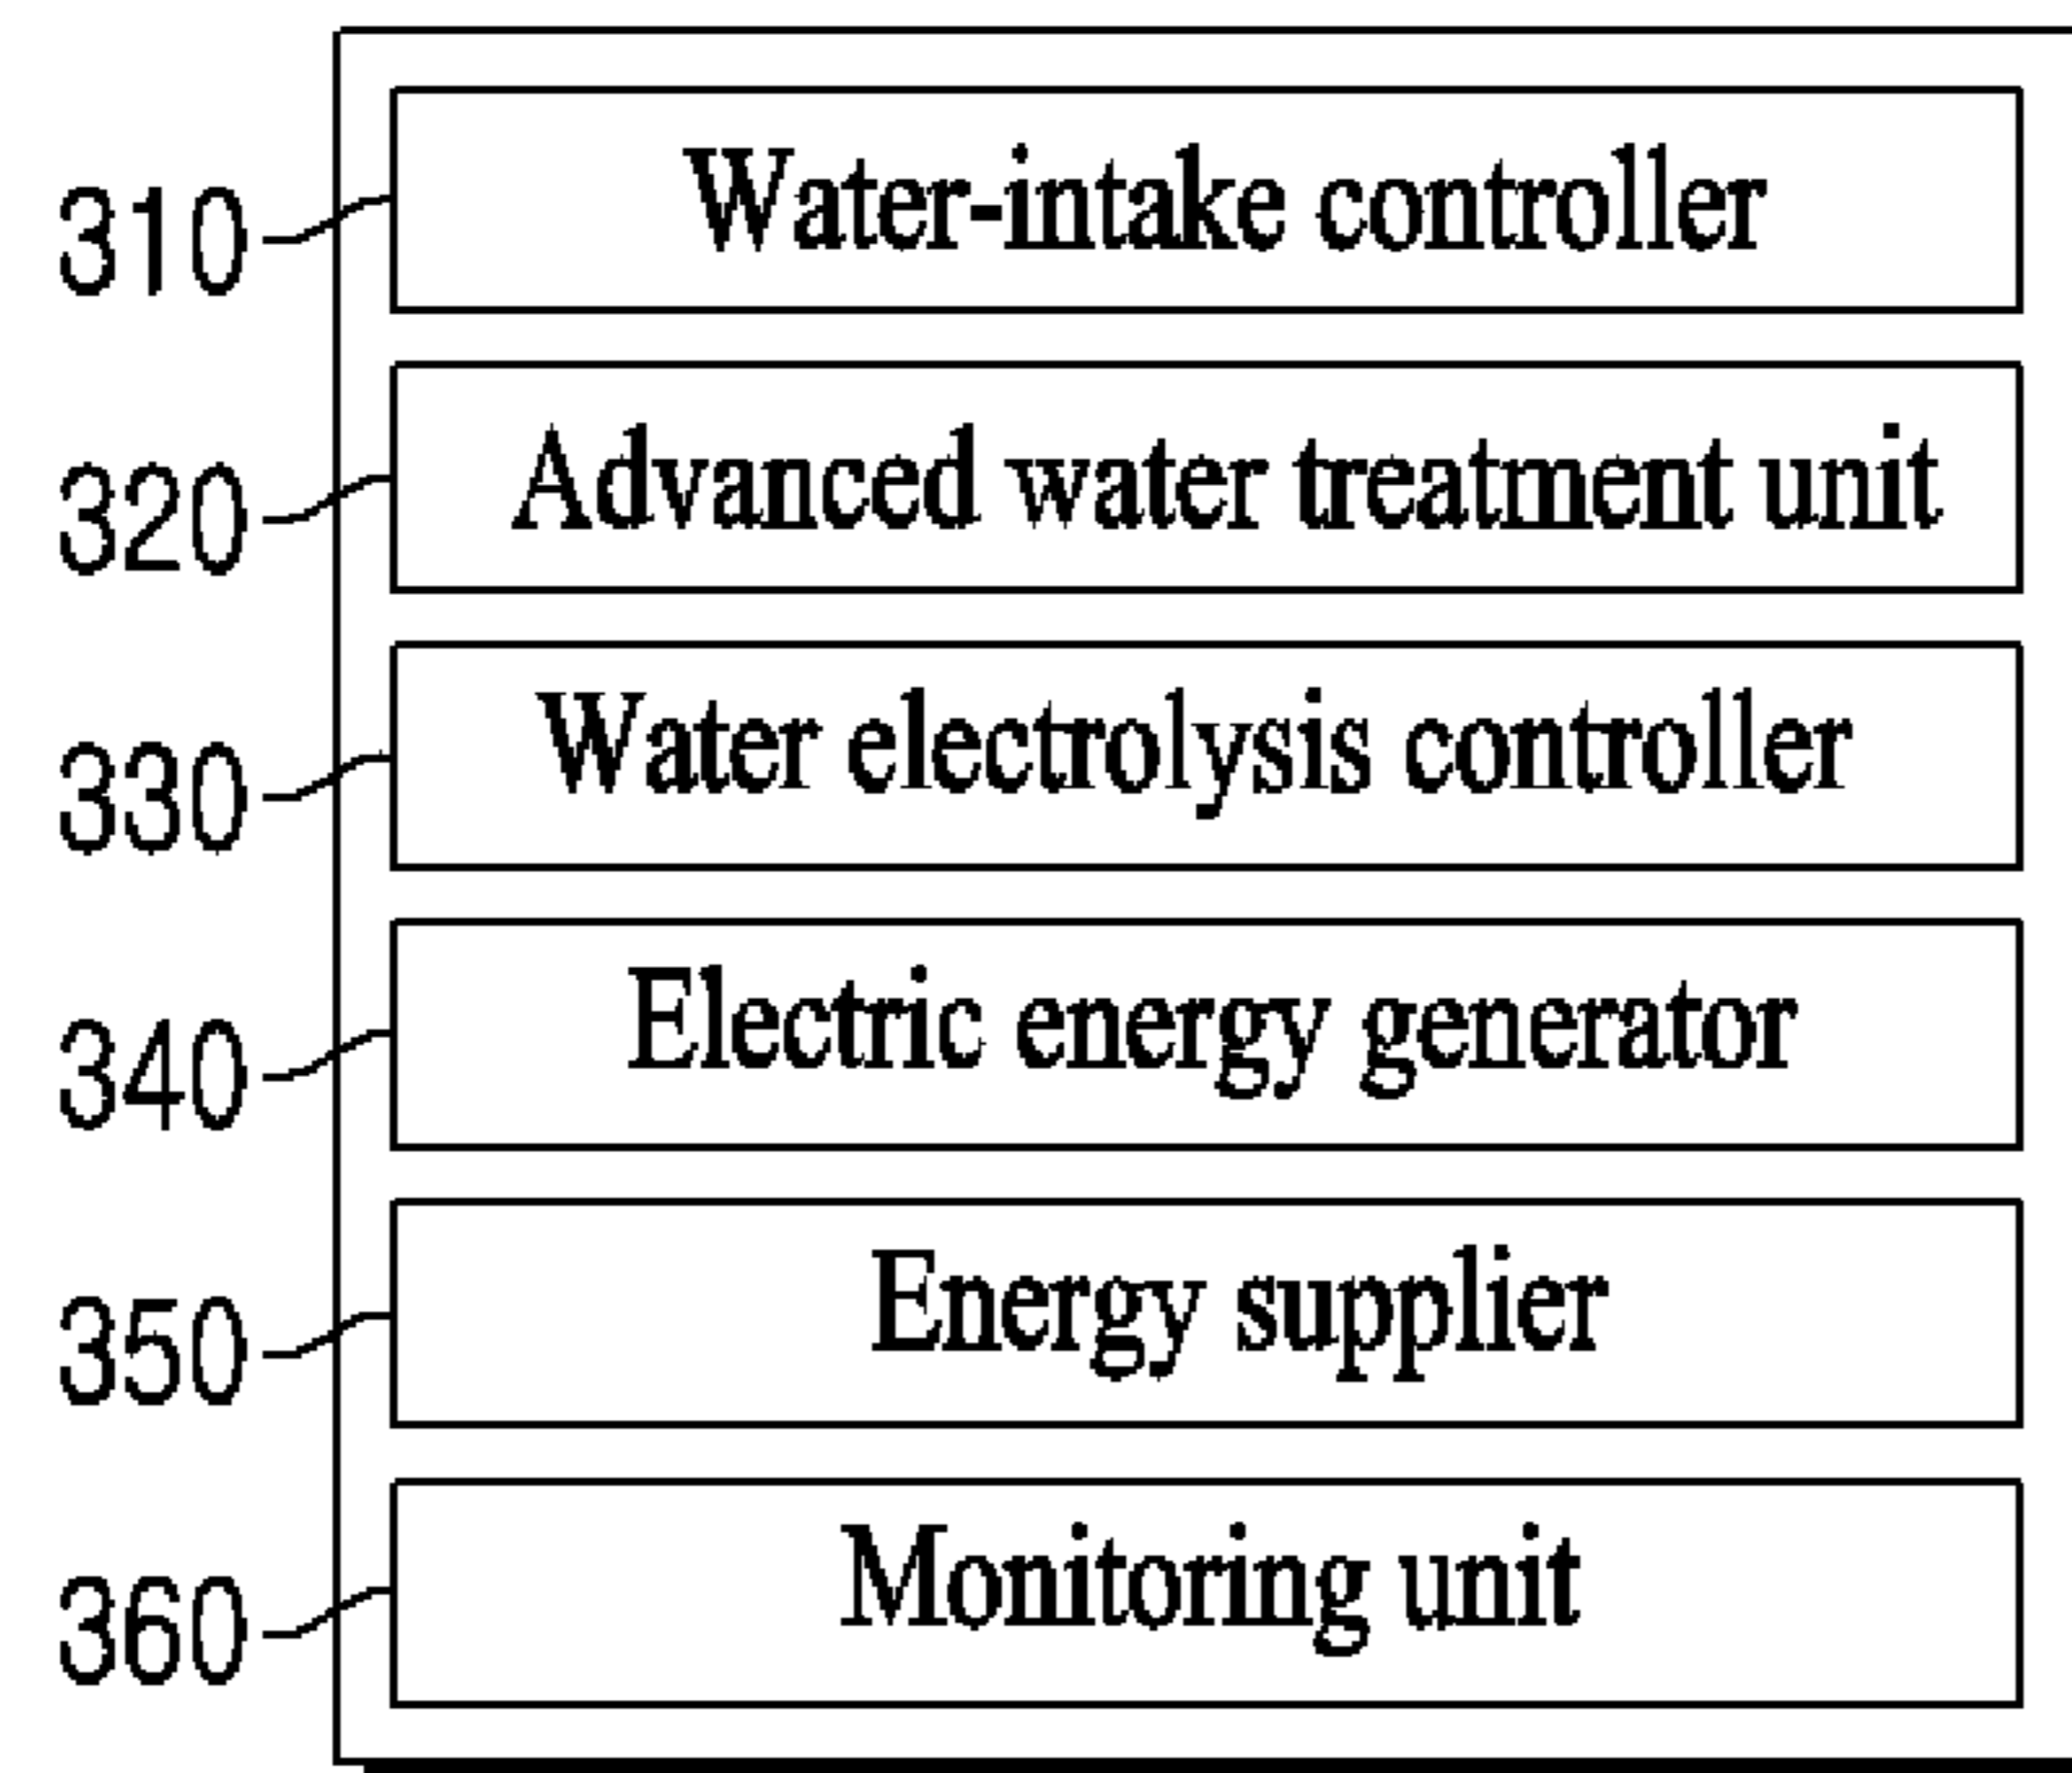 310 Water-intake controller
320 Advanced water treatment unit
330 Water electrolysis controller
340 Electric energy generator
350 Energy supplier
360 Monitoring unit